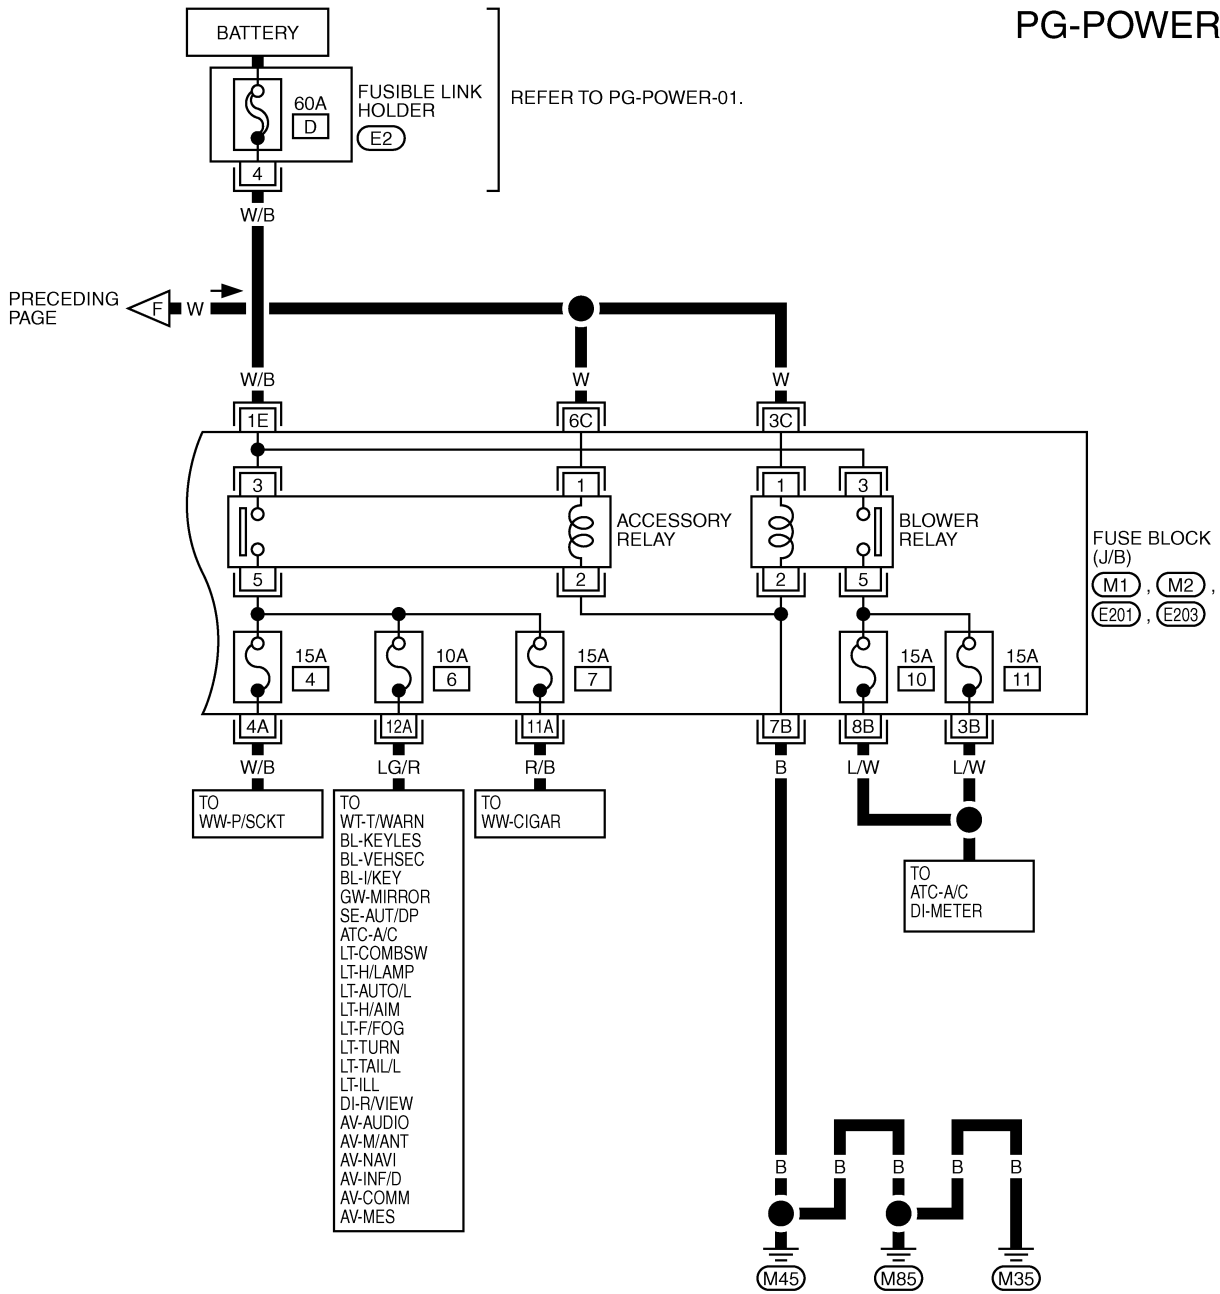 PG-POWER
BATTERY
60A
D
FUSIBLE LINK
HOLDER
E2
REFER TO PG-POWER-01.
4
W/B
PRECEDING
PAGE
F
W
W/B
W
W
1E
6C
3C
3
1
1
3
ACCESSORY
RELAY
BLOWER
RELAY
FUSE BLOCK
(J/B)
M1 , M2 ,
E201 , E203
5
2
2
5
15A
4
10A
6
15A
7
15A
10
15A
11
4A
12A
11A
7B
8B
3B
W/B
LG/R
R/B
B
L/W
L/W
TO
WW-P/SCKT
TO
WT-T/WARN
BL-KEYLES
BL-VEHSEC
BL-I/KEY
GW-MIRROR
SE-AUT/DP
ATC-A/C
LT-COMBSW
LT-H/LAMP
LT-AUTO/L
LT-H/AIM
LT-F/FOG
LT-TURN
LT-TAIL/L
LT-ILL
DI-R/VIEW
AV-AUDIO
AV-M/ANT
AV-NAVI
AV-INF/D
AV-COMM
AV-MES
TO
WW-CIGAR
TO
ATC-A/C
DI-METER
B
B
B
B
B
M45
M85
M35